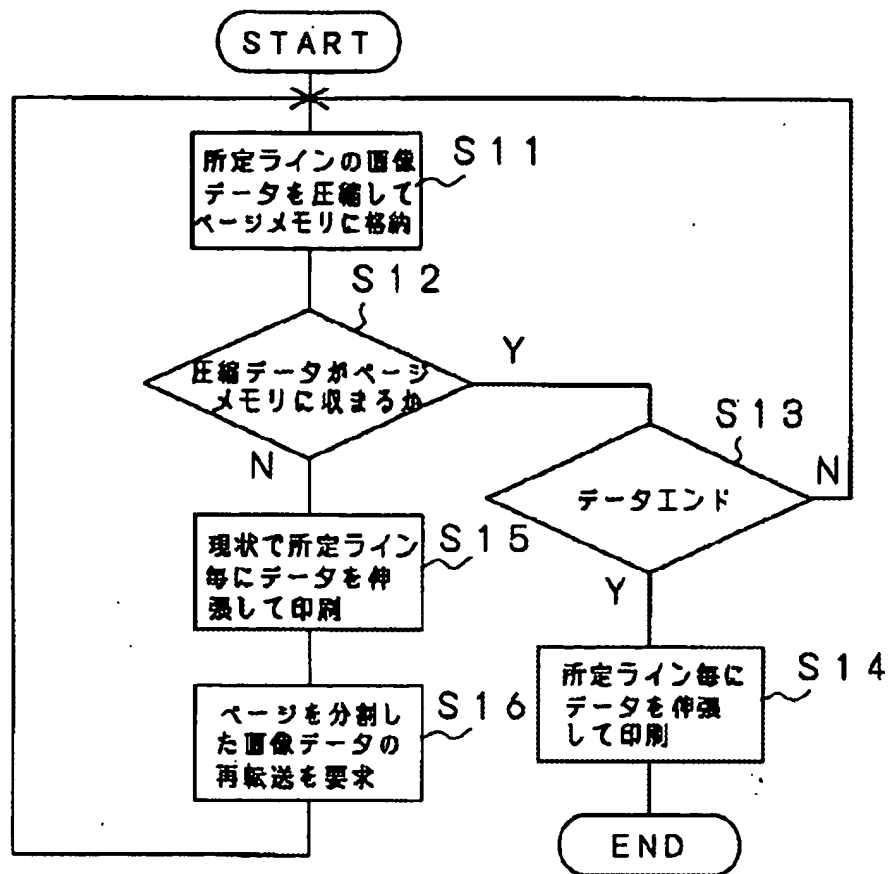 START
所定ラインの画像
データを圧縮して
ページメモリに格納
S11
S12
圧縮データがページ
メモリに収まるか
Y
N
S13
データエンド
N
Y
現状で所定ライン
毎にデータを伸
張して印刷
S15
所定ライン毎に
データを伸張
して印刷
S14
ページを分割し
た画像データの
再転送を要求
S16
END